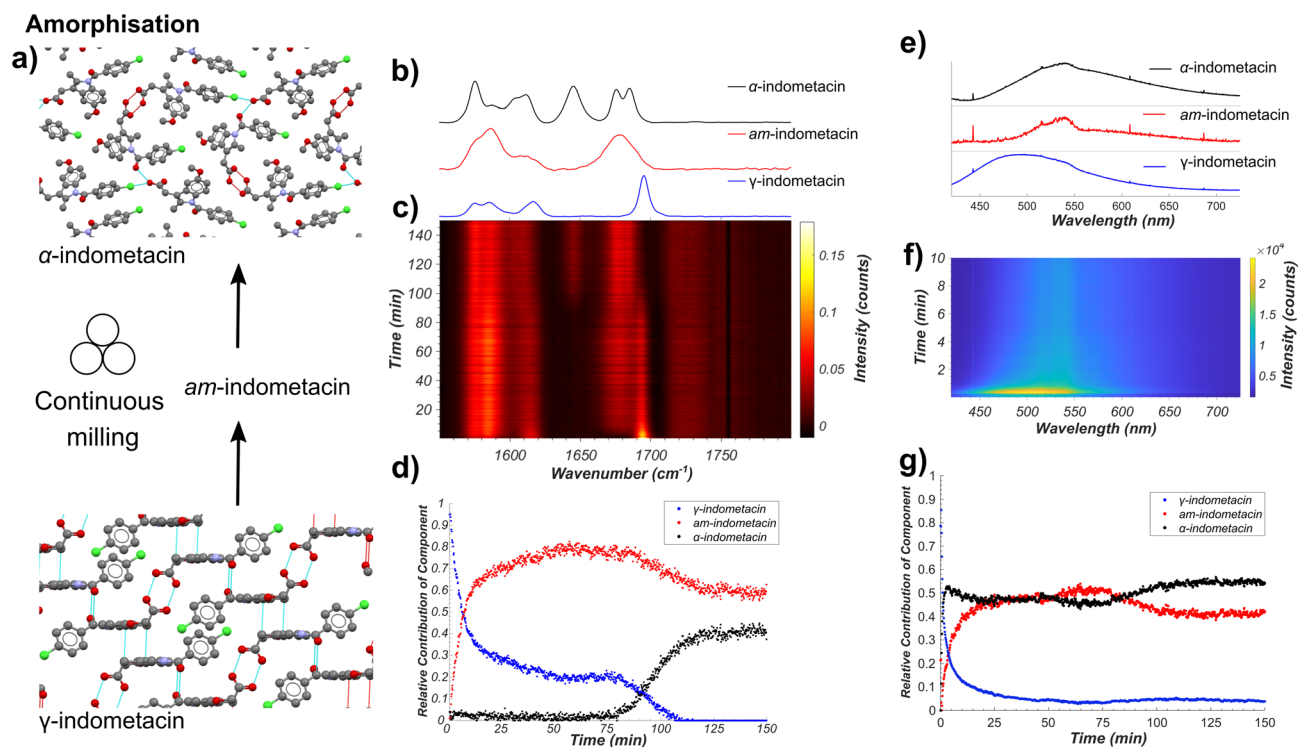 Amorphisation
a)
α-indometacin
Continuous
milling
am-indometacin
γ-indometacin
b)
α-indometacin
am-indometacin
γ-indometacin
c)
140
120
100
80
60
40
20
Time (min)
1600
1650
1700
1750
Wavenumber (cm-1)
0.15
0.1
0.05
0
Intensity (counts)
d)
1
0.9
0.8
0.7
0.6
0.5
0.4
0.3
0.2
0.1
0
Relative Contribution of Component
γ-indometacin
am-indometacin
α-indometacin
0
25
50
75
100
125
150
Time (min)
e)
α-indometacin
am-indometacin
γ-indometacin
450
500
550
600
650
700
Wavelength (nm)
f)
10
8
6
4
2
Time (min)
450
500
550
600
650
700
Wavelength (nm)
×10⁴
2
1.5
1
0.5
Intensity (counts)
g)
1
0.9
0.8
0.7
0.6
0.5
0.4
0.3
0.2
0.1
0
Relative Contribution of Component
γ-indometacin
am-indometacin
α-indometacin
0
25
50
75
100
125
150
Time (min)